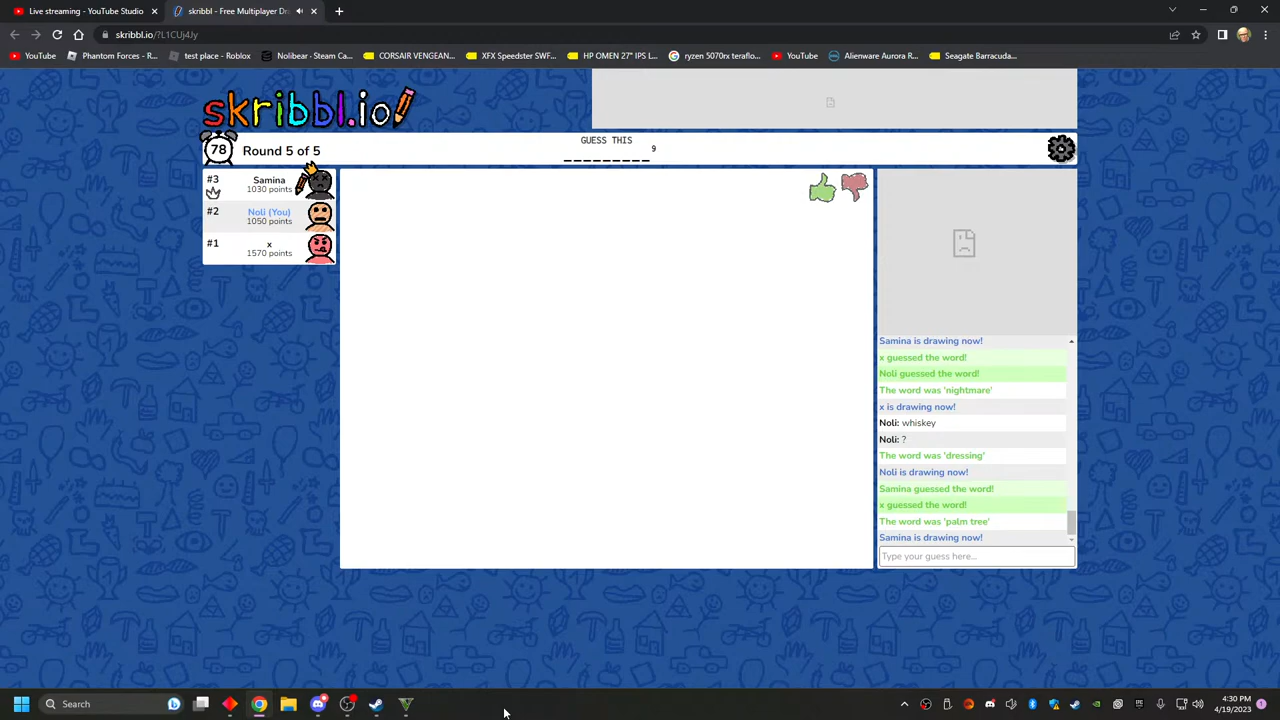 Live streaming - YouTube Studio
skribbl - Free Multiplayer Dr
skribbl.io/?L1CUj4Jy
YouTube
Phantom Forces - R...
test place - Roblox
Nolibear - Steam Ca...
CORSAIR VENGEAN...
XFX Speedster SWF...
HP OMEN 27" IPS L...
ryzen 5070rx teraflo...
YouTube
Alienware Aurora R...
Seagate Barracuda...
skribbl.io
78
Round 5 of 5
GUESS THIS
_________ 9
#3
Samina
1030 points
#2
Noli (You)
1050 points
#1
x
1570 points
Samina is drawing now!
x guessed the word!
Noli guessed the word!
The word was 'nightmare'
x is drawing now!
Noli: whiskey
Noli: ?
The word was 'dressing'
Noli is drawing now!
Samina guessed the word!
x guessed the word!
The word was 'palm tree'
Samina is drawing now!
Type your guess here...
Search
4:30 PM
4/19/2023
1